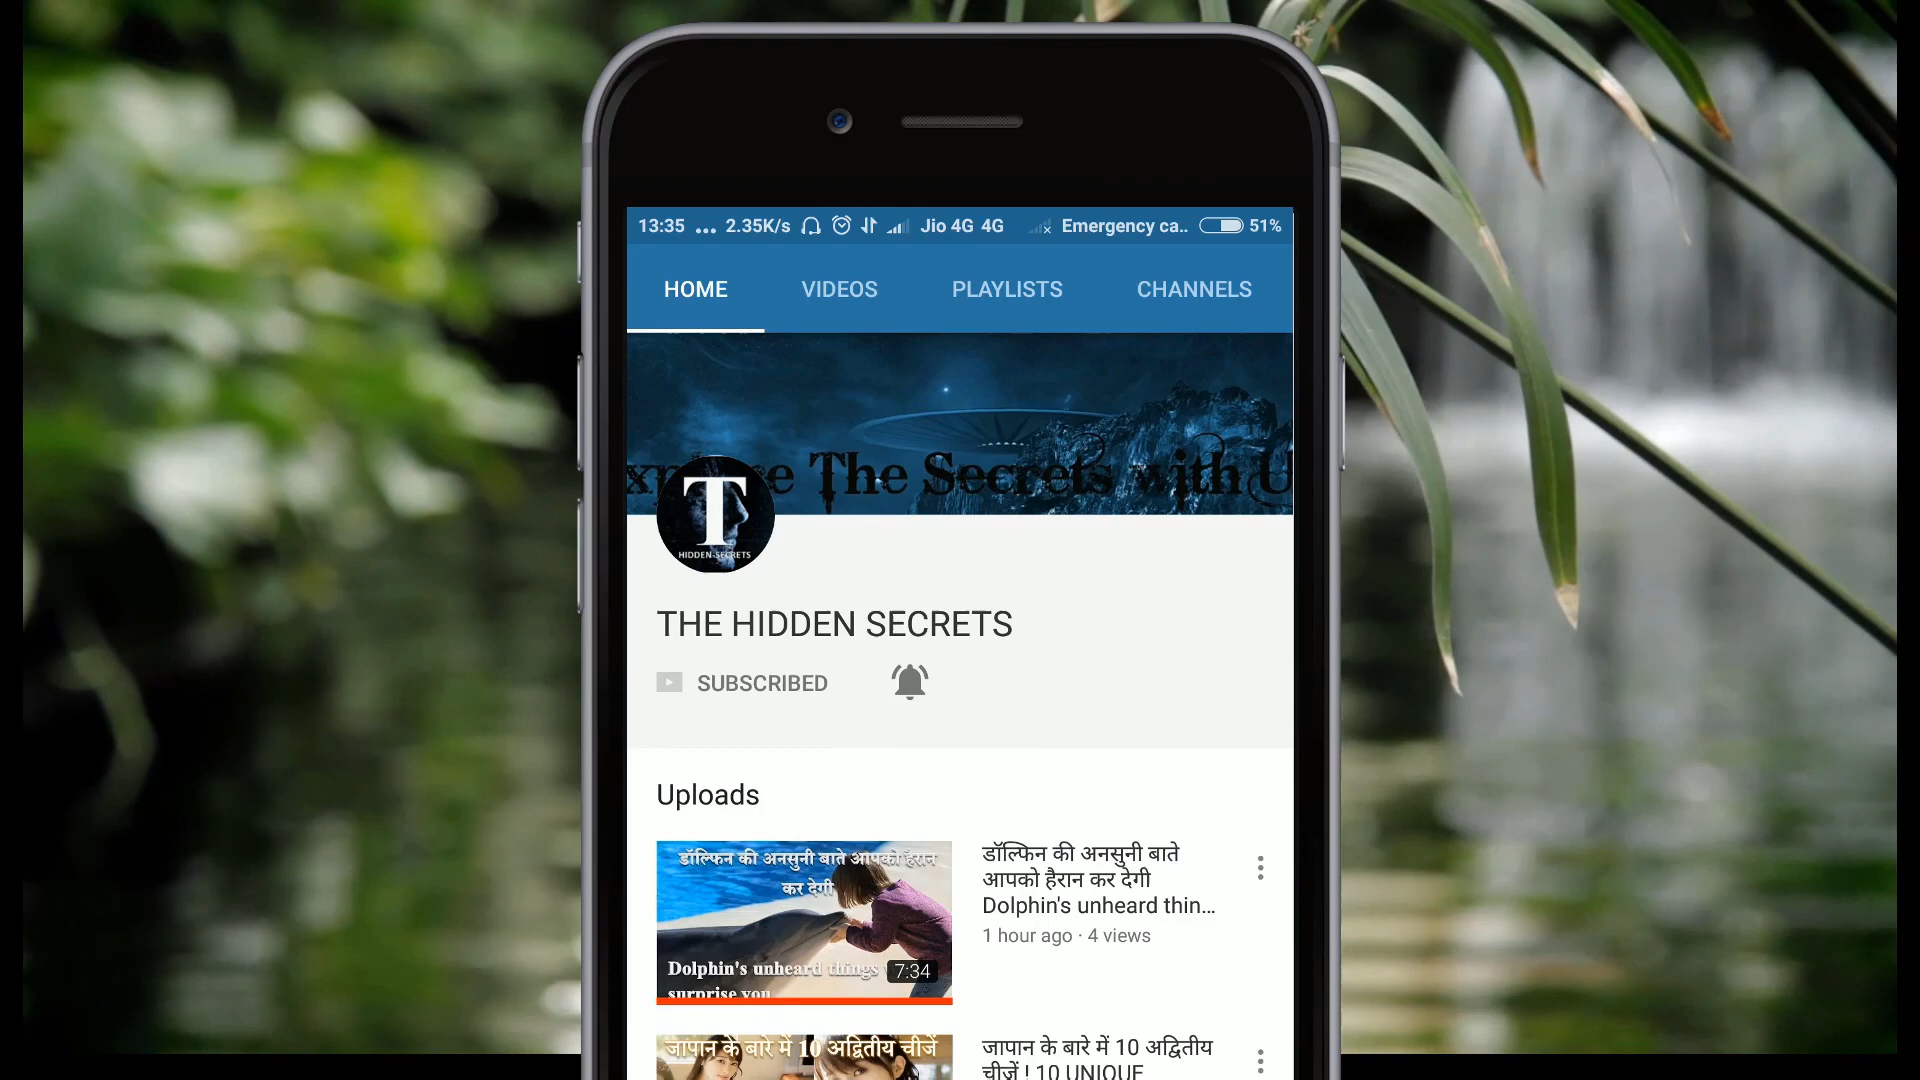 13:35 ... 2.35K/s Jio 4G 4G Emergency ca.. 51%
HOME VIDEOS PLAYLISTS CHANNELS
The Secrets with U
T
HIDDEN-SECRETS
THE HIDDEN SECRETS
SUBSCRIBED
Uploads
डॉल्फिन की अनसुनी बाते आपको हैरान
कर देगी
Dolphin's unheard things
surprise you
7:34
डॉल्फिन की अनसुनी बाते
आपको हैरान कर देगी
Dolphin's unheard thin...
1 hour ago · 4 views
जापान के बारे में 10 अद्वितीय चीजें
जापान के बारे में 10 अद्वितीय
चीजें ! 10 UNIQUE